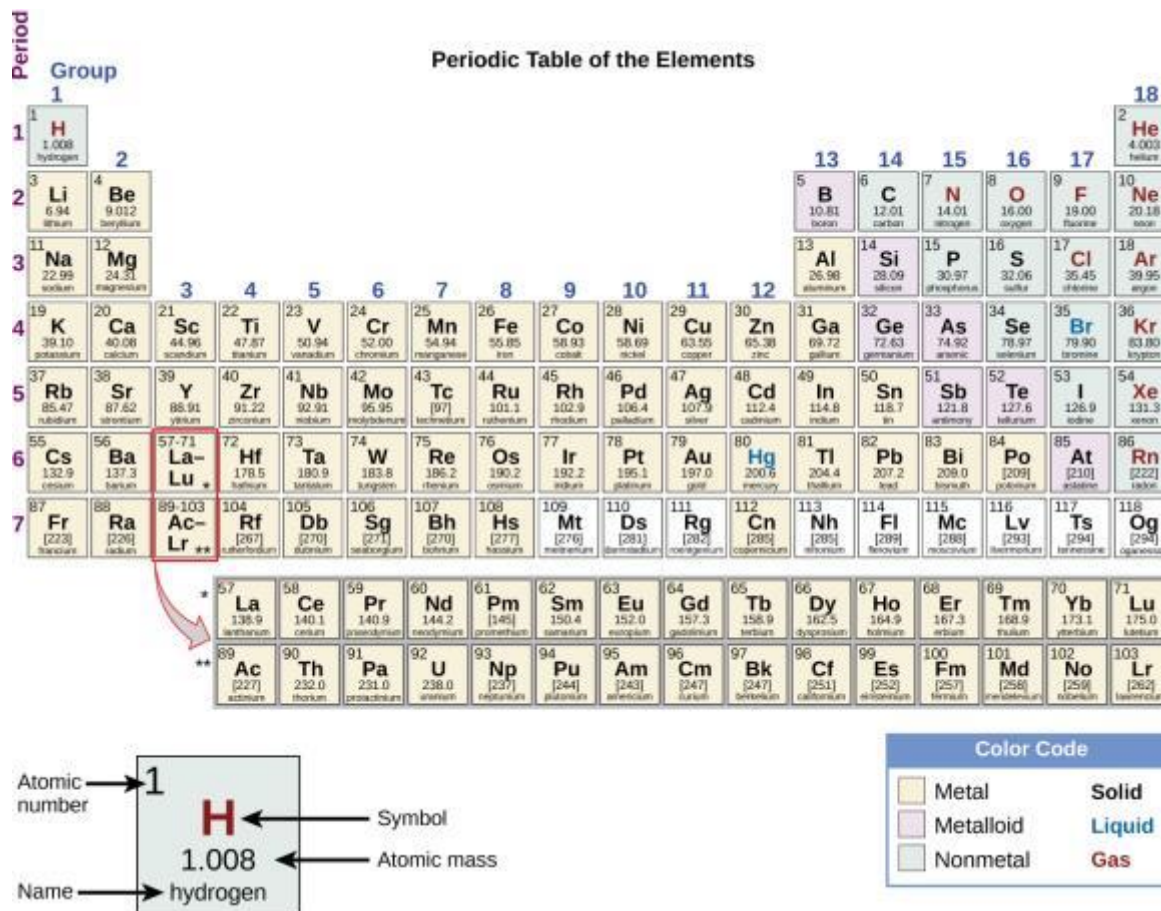 Periodic Table of the Elements
Period
Group
1 2 3 4 5 6 7 8 9 10 11 12 13 14 15 16 17 18
1
1 H 1.008 hydrogen
2 He 4.003 helium
2
3 Li 6.94 lithium
4 Be 9.012 beryllium
5 B 10.81 boron
6 C 12.01 carbon
7 N 14.01 nitrogen
8 O 16.00 oxygen
9 F 19.00 fluorine
10 Ne 20.18 neon
3
11 Na 22.99 sodium
12 Mg 24.31 magnesium
13 Al 26.98 aluminum
14 Si 28.09 silicon
15 P 30.97 phosphorus
16 S 32.06 sulfur
17 Cl 35.45 chlorine
18 Ar 39.95 argon
4
19 K 39.10 potassium
20 Ca 40.08 calcium
21 Sc 44.96 scandium
22 Ti 47.87 titanium
23 V 50.94 vanadium
24 Cr 52.00 chromium
25 Mn 54.94 manganese
26 Fe 55.85 iron
27 Co 58.93 cobalt
28 Ni 58.69 nickel
29 Cu 63.55 copper
30 Zn 65.38 zinc
31 Ga 69.72 gallium
32 Ge 72.63 germanium
33 As 74.92 arsenic
34 Se 78.97 selenium
35 Br 79.90 bromine
36 Kr 83.80 krypton
5
37 Rb 85.47 rubidium
38 Sr 87.62 strontium
39 Y 88.91 yttrium
40 Zr 91.22 zirconium
41 Nb 92.91 niobium
42 Mo 95.95 molybdenum
43 Tc [97] technetium
44 Ru 101.1 ruthenium
45 Rh 102.9 rhodium
46 Pd 106.4 palladium
47 Ag 107.9 silver
48 Cd 112.4 cadmium
49 In 114.8 indium
50 Sn 118.7 tin
51 Sb 121.8 antimony
52 Te 127.6 tellurium
53 I 126.9 iodine
54 Xe 131.3 xenon
6
55 Cs 132.9 cesium
56 Ba 137.3 barium
57-71 La– Lu *
72 Hf 178.5 hafnium
73 Ta 180.9 tantalum
74 W 183.8 tungsten
75 Re 186.2 rhenium
76 Os 190.2 osmium
77 Ir 192.2 iridium
78 Pt 195.1 platinum
79 Au 197.0 gold
80 Hg 200.6 mercury
81 Tl 204.4 thallium
82 Pb 207.2 lead
83 Bi 209.0 bismuth
84 Po [209] polonium
85 At [210] astatine
86 Rn [222] radon
7
87 Fr [223] francium
88 Ra [226] radium
89-103 Ac– Lr **
104 Rf [267] rutherfordium
105 Db [270] dubnium
106 Sg [271] seaborgium
107 Bh [270] bohrium
108 Hs [277] hassium
109 Mt [276] meitnerium
110 Ds [281] darmstadtium
111 Rg [282] roentgenium
112 Cn [285] copernicium
113 Nh [285] nihonium
114 Fl [289] flerovium
115 Mc [288] moscovium
116 Lv [293] livermorium
117 Ts [294] tennessine
118 Og [294]
*
57 La 138.9 lanthanum
58 Ce 140.1 cerium
59 Pr 140.9 praseodymium
60 Nd 144.2 neodymium
61 Pm [145] promethium
62 Sm 150.4 samarium
63 Eu 152.0 europium
64 Gd 157.3 gadolinium
65 Tb 158.9 terbium
66 Dy 162.5 dysprosium
67 Ho 164.9 holmium
68 Er 167.3 erbium
69 Tm 168.9 thulium
70 Yb 173.1 ytterbium
71 Lu 175.0 lutetium
**
89 Ac [227] actinium
90 Th 232.0 thorium
91 Pa 231.0 protactinium
92 U 238.0 uranium
93 Np [237] neptunium
94 Pu [244] plutonium
95 Am [243] americium
96 Cm [247] curium
97 Bk [247] berkelium
98 Cf [251] californium
99 Es [252] einsteinium
100 Fm [257] fermium
101 Md [258] mendelevium
102 No [259] nobelium
103 Lr [262] lawrencium
Atomic number
1
H
Symbol
1.008
Atomic mass
Name
hydrogen
Color Code
Metal
Solid
Metalloid
Liquid
Nonmetal
Gas